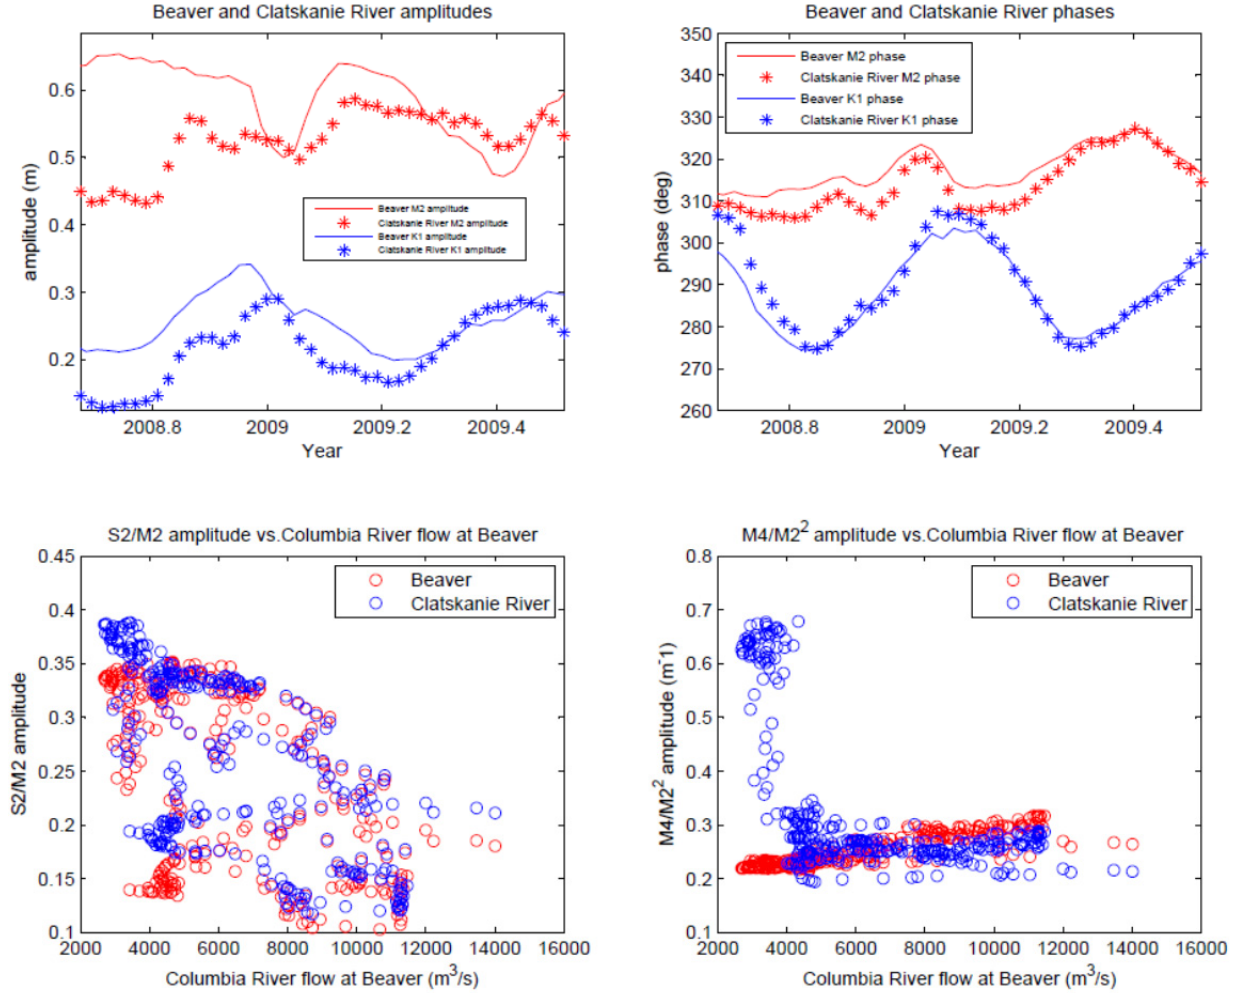 Beaver and Clatskanie River amplitudes
amplitude (m)
0.6
0.5
0.4
0.3
0.2
Beaver M2 amplitude
Clatskanie River M2 amplitude
Beaver K1 amplitude
Clatskanie River K1 amplitude
2008.8
2009
2009.2
2009.4
Year
Beaver and Clatskanie River phases
phase (deg)
350
340
330
320
310
300
290
280
270
260
Beaver M2 phase
Clatskanie River M2 phase
Beaver K1 phase
Clatskanie River K1 phase
2008.8
2009
2009.2
2009.4
Year
S2/M2 amplitude vs.Columbia River flow at Beaver
S2/M2 amplitude
0.45
0.4
0.35
0.3
0.25
0.2
0.15
0.1
Beaver
Clatskanie River
2000
4000
6000
8000
10000
12000
14000
16000
Columbia River flow at Beaver (m³/s)
M4/M2² amplitude vs.Columbia River flow at Beaver
M4/M2² amplitude (m⁻¹)
0.8
0.7
0.6
0.5
0.4
0.3
0.2
0.1
Beaver
Clatskanie River
2000
4000
6000
8000
10000
12000
14000
16000
Columbia River flow at Beaver (m³/s)